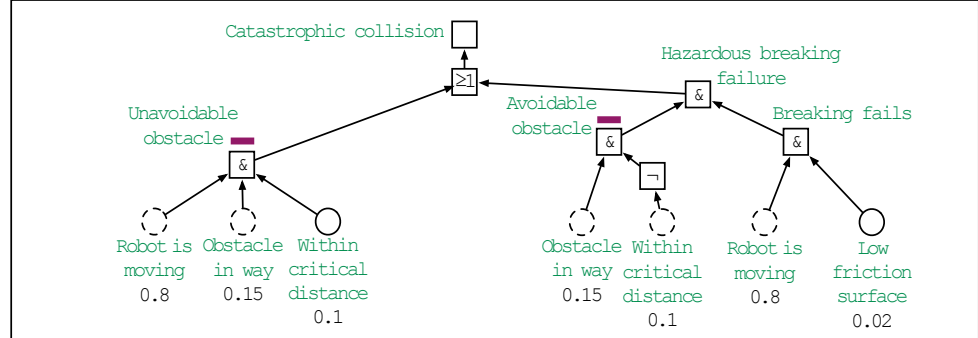 Catastrophic collision
≥1
Hazardous breaking
failure
&
Unavoidable
obstacle
&
Avoidable
obstacle
&
Breaking fails
&
¬
Robot is
moving
0.8
Obstacle
in way
0.15
Within
critical
distance
0.1
Obstacle
in way
0.15
Within
critical
distance
0.1
Robot is
moving
0.8
Low
friction
surface
0.02